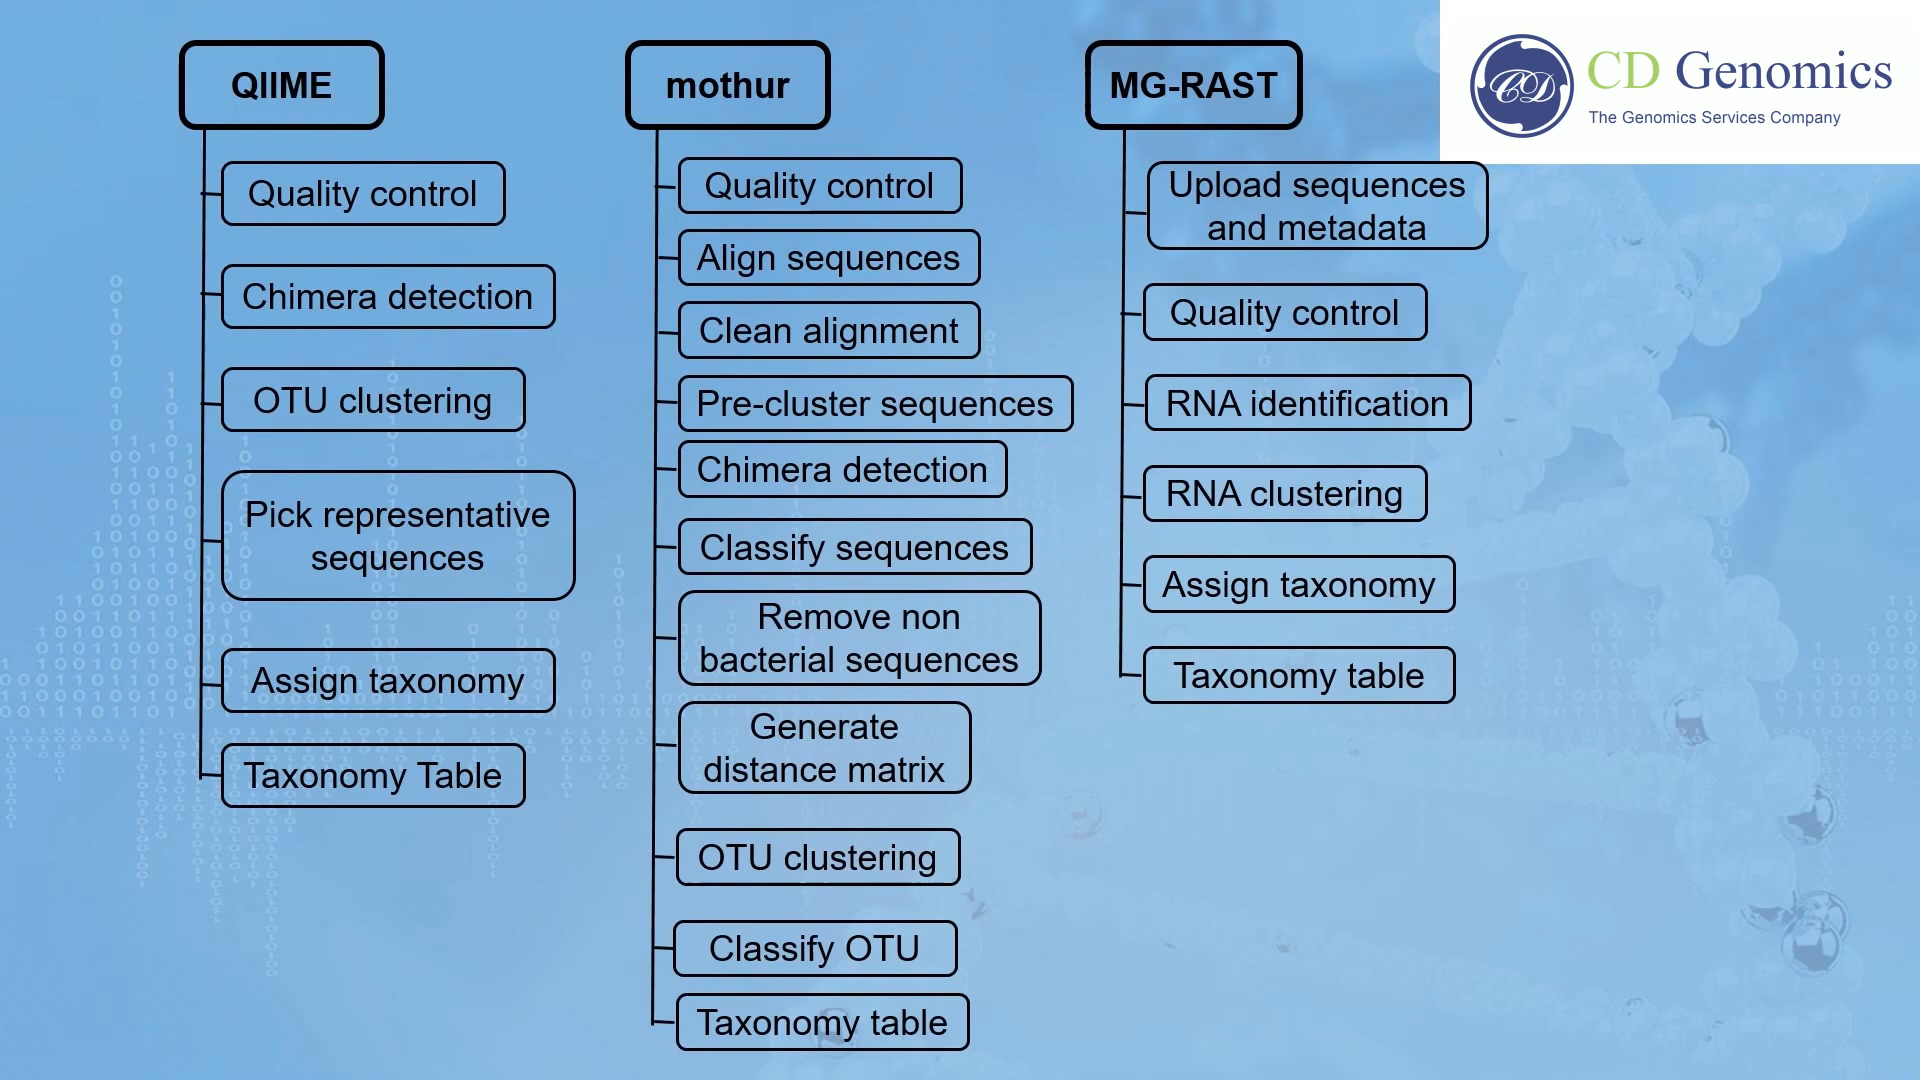 QIIME
Quality control
Chimera detection
OTU clustering
Pick representative
sequences
Assign taxonomy
Taxonomy Table
mothur
Quality control
Align sequences
Clean alignment
Pre-cluster sequences
Chimera detection
Classify sequences
Remove non
bacterial sequences
Generate
distance matrix
OTU clustering
Classify OTU
Taxonomy table
MG-RAST
Upload sequences
and metadata
Quality control
RNA identification
RNA clustering
Assign taxonomy
Taxonomy table
CD
CD Genomics
The Genomics Services Company